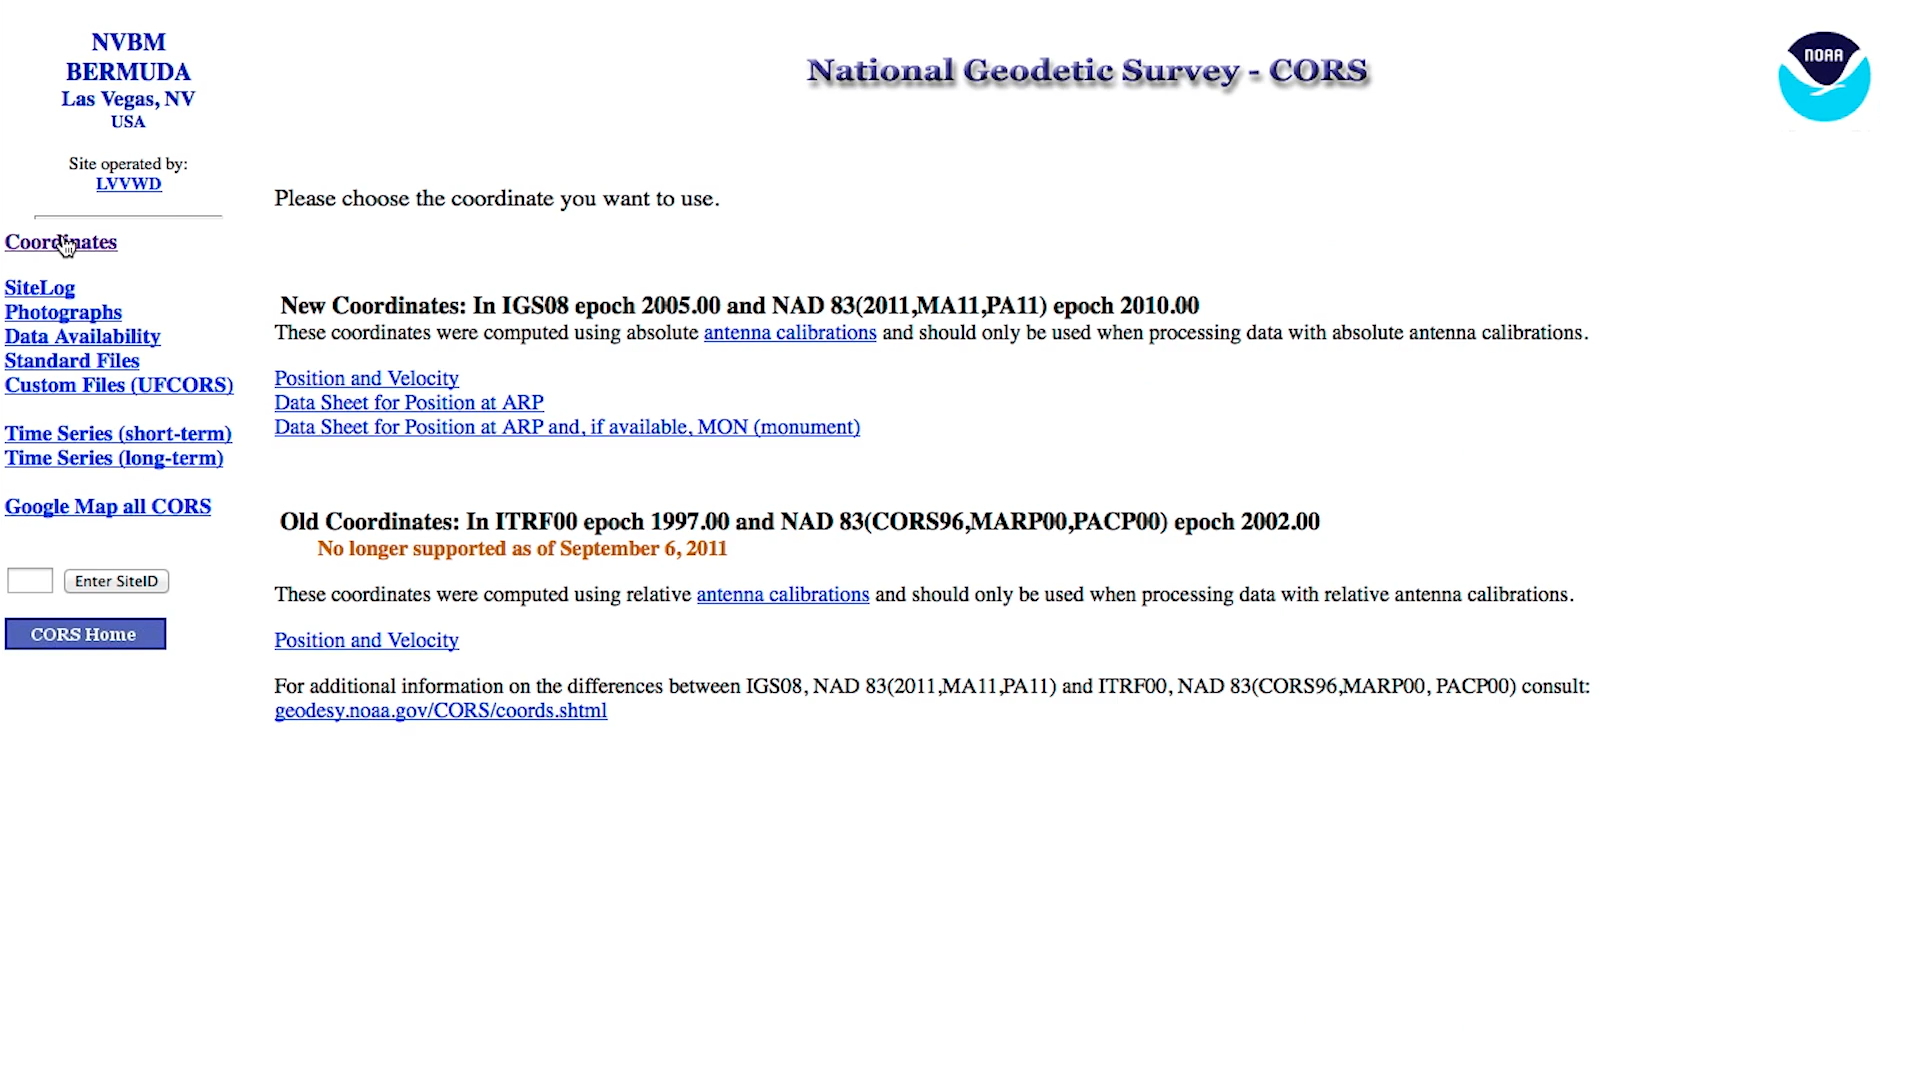 NVBM
BERMUDA
Las Vegas, NV
USA
Site operated by:
LVVWD
Coordinates
SiteLog
Photographs
Data Availability
Standard Files
Custom Files (UFCORS)
Time Series (short-term)
Time Series (long-term)
Google Map all CORS
Enter SiteID
CORS Home
National Geodetic Survey - CORS
NOAA
Please choose the coordinate you want to use.
New Coordinates: In IGS08 epoch 2005.00 and NAD 83(2011,MA11,PA11) epoch 2010.00
These coordinates were computed using absolute antenna calibrations and should only be used when processing data with absolute antenna calibrations.
Position and Velocity
Data Sheet for Position at ARP
Data Sheet for Position at ARP and, if available, MON (monument)
Old Coordinates: In ITRF00 epoch 1997.00 and NAD 83(CORS96,MARP00,PACP00) epoch 2002.00
No longer supported as of September 6, 2011
These coordinates were computed using relative antenna calibrations and should only be used when processing data with relative antenna calibrations.
Position and Velocity
For additional information on the differences between IGS08, NAD 83(2011,MA11,PA11) and ITRF00, NAD 83(CORS96,MARP00, PACP00) consult:
geodesy.noaa.gov/CORS/coords.shtml